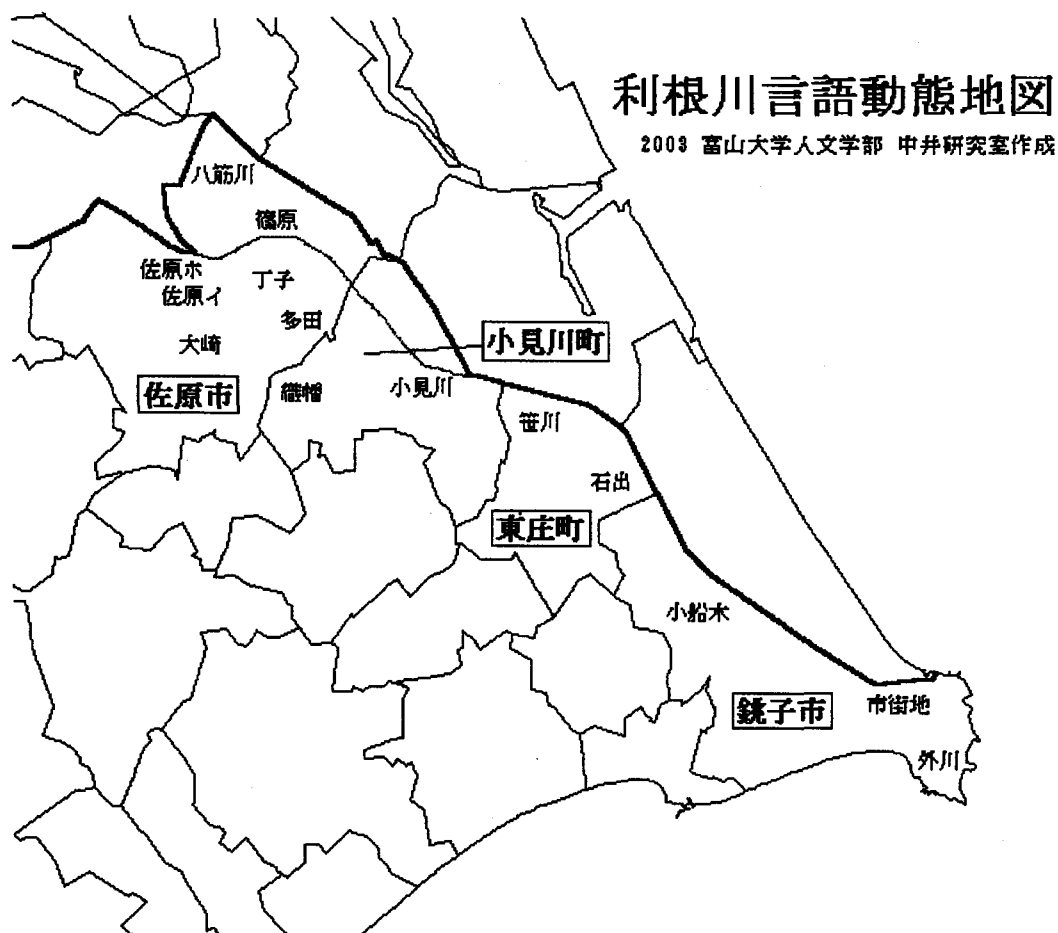 利根川言語動態地図
2003 富山大学人文学部 中井研究室作成
八筋川
篠原
佐原ホ
佐原イ
丁子
多田
大崎
小見川町
佐原市
織幡
小見川
笹川
石出
東庄町
小船木
銚子市
市街地
外川